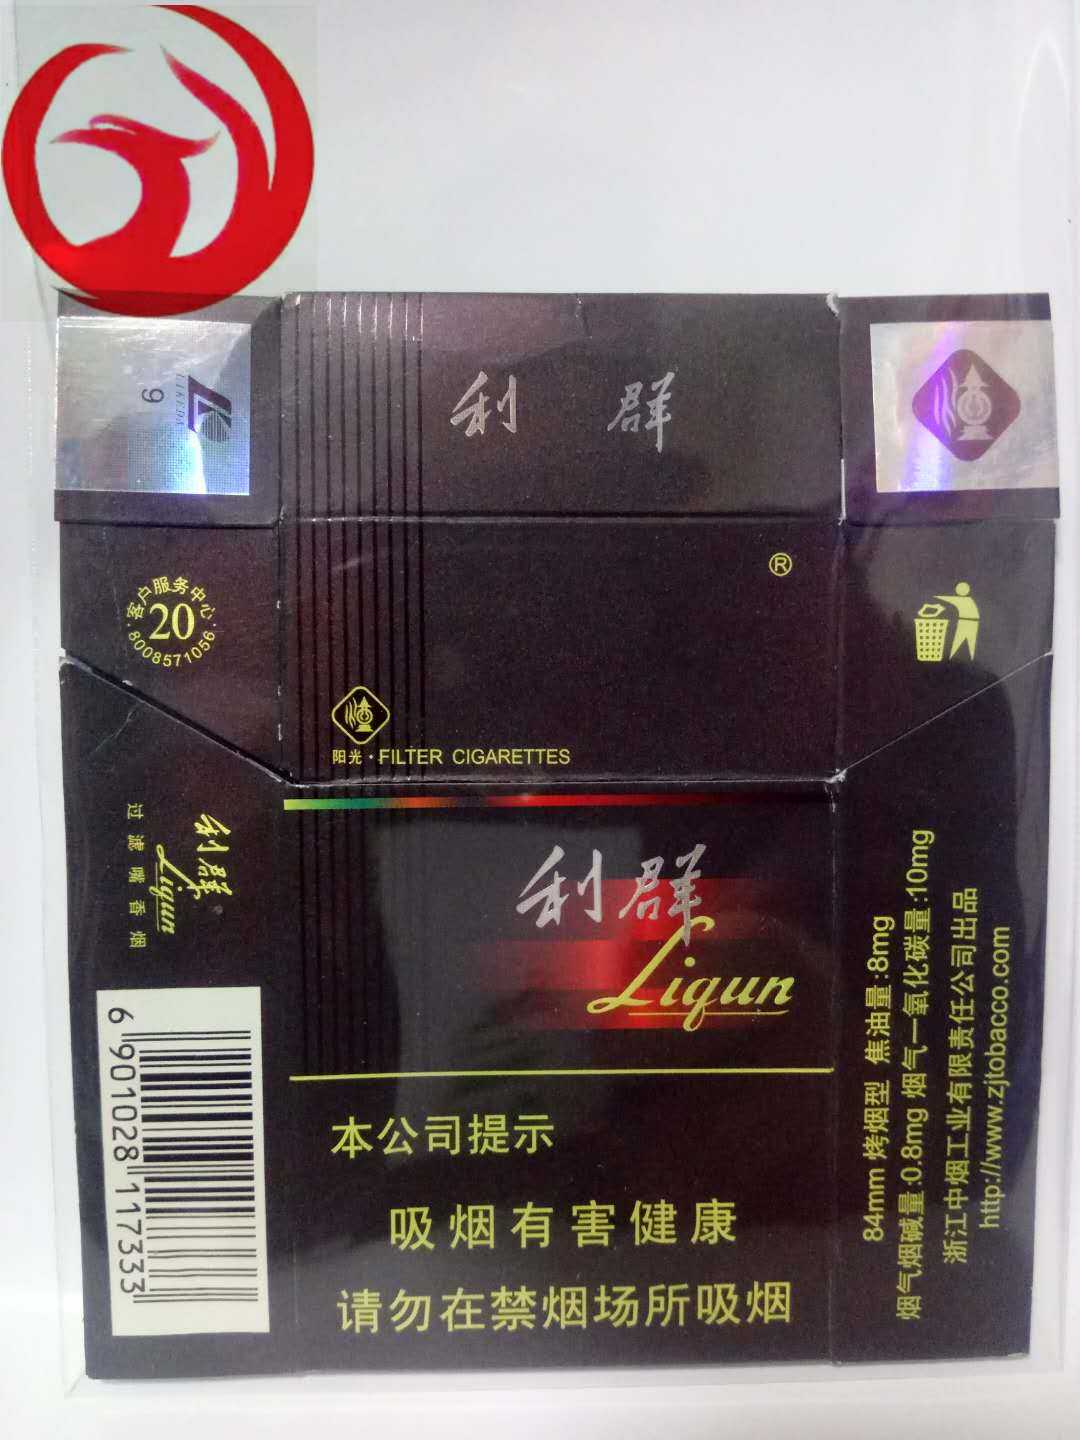 利 群
LIKEDA
9
®
·客户服务中心·
20
8008571056
阳光·FILTER CIGARETTES
利群
Liqun
过滤嘴香烟
利群
Liqun
6 901028 117333
本公司提示
吸烟有害健康
请勿在禁烟场所吸烟
84mm 烤烟型 焦油量:8mg
烟气烟碱量:0.8mg 烟气一氧化碳量:10mg
浙江中烟工业有限责任公司出品
http://www.zjtobacco.com